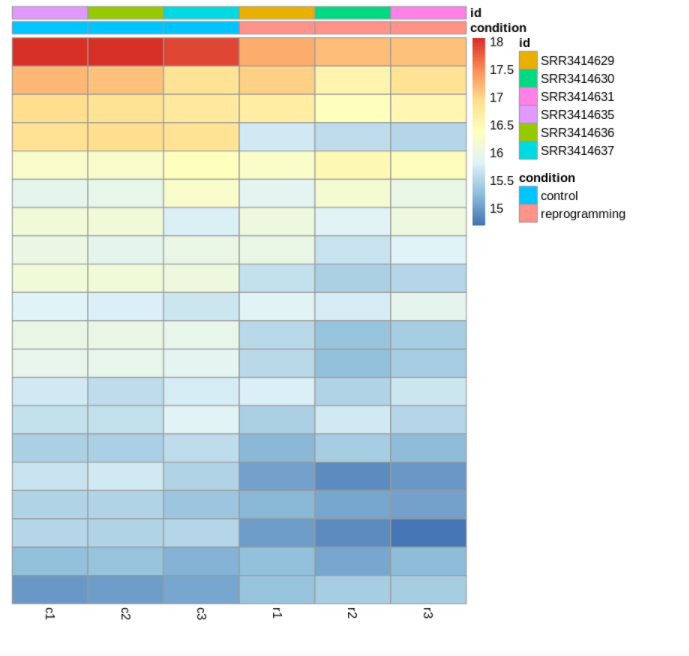 id
condition
18
17.5
17
16.5
16
15.5
15
id
SRR3414629
SRR3414630
SRR3414631
SRR3414635
SRR3414636
SRR3414637
condition
control
reprogramming
c1
c2
c3
r1
r2
r3